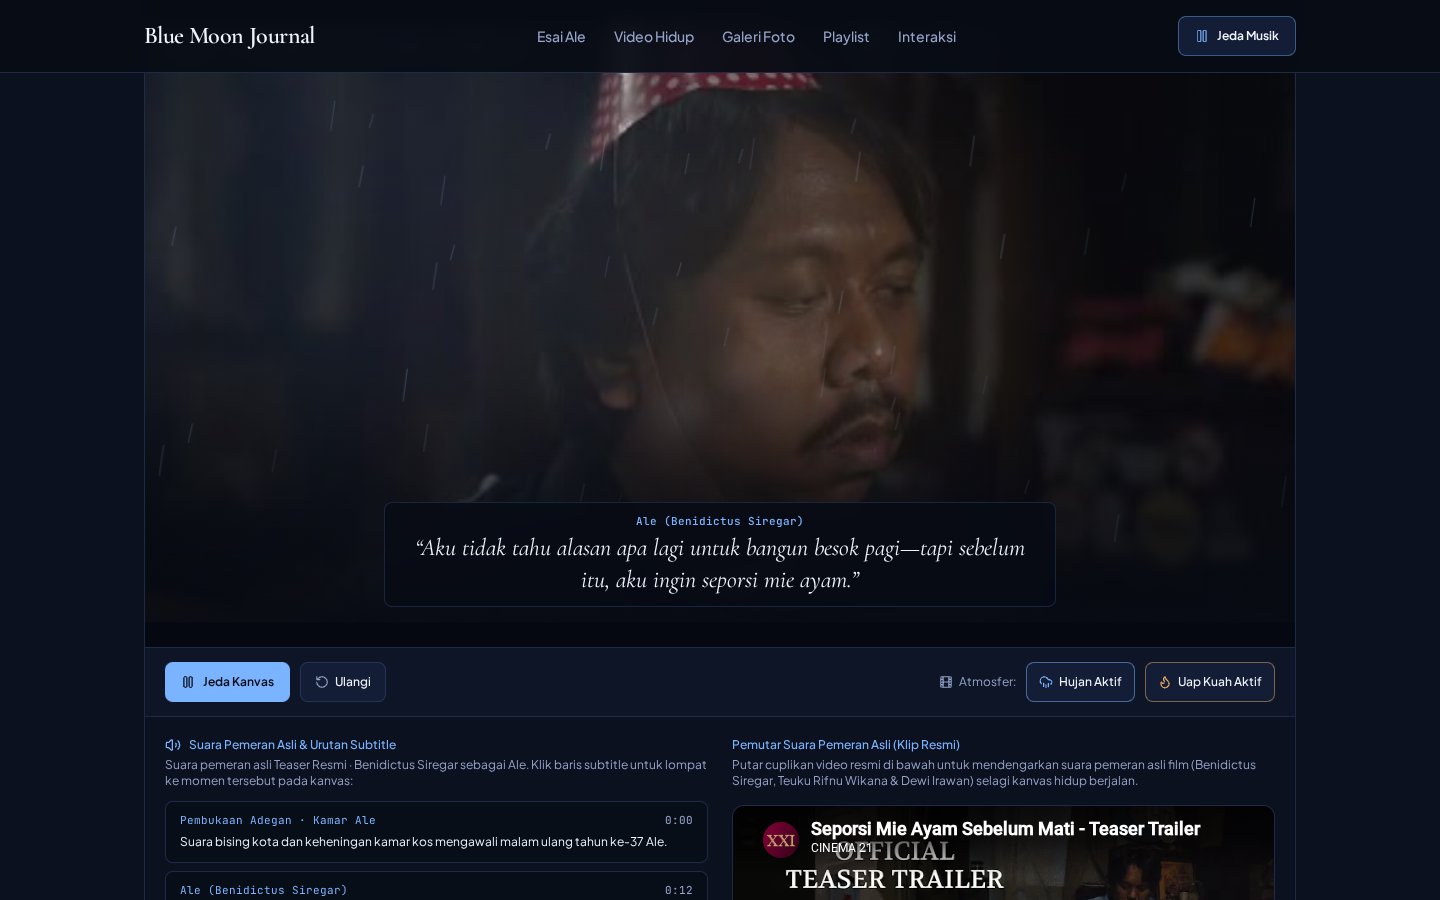 Blue Moon Journal
Esai Ale
Video Hidup
Galeri Foto
Playlist
Interaksi
Jeda Musik
Ale (Benidictus Siregar)
“Aku tidak tahu alasan apa lagi untuk bangun besok pagi—tapi sebelum
itu, aku ingin seporsi mie ayam.”
Jeda Kanvas
Ulangi
Atmosfer:
Hujan Aktif
Uap Kuah Aktif
Suara Pemeran Asli & Urutan Subtitle
Suara pemeran asli Teaser Resmi · Benidictus Siregar sebagai Ale. Klik baris subtitle untuk lompat
ke momen tersebut pada kanvas:
Pembukaan Adegan · Kamar Ale
0:00
Suara bising kota dan keheningan kamar kos mengawali malam ulang tahun ke-37 Ale.
Ale (Benidictus Siregar)
0:12
Pemutar Suara Pemeran Asli (Klip Resmi)
Putar cuplikan video resmi di bawah untuk mendengarkan suara pemeran asli film (Benidictus
Siregar, Teuku Rifnu Wikana & Dewi Irawan) selagi kanvas hidup berjalan.
XXI
Seporsi Mie Ayam Sebelum Mati - Teaser Trailer
CINEMA 21
OFFICIAL
TEASER TRAILER